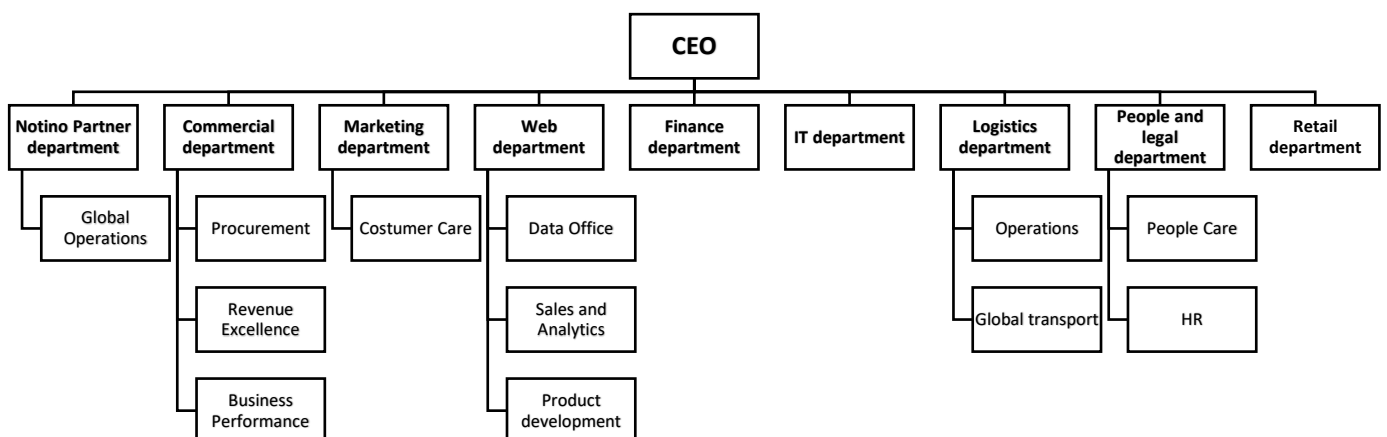 CEO
Notino Partner
department
Commercial
department
Marketing
department
Web
department
Finance
department
IT department
Logistics
department
People and
legal
department
Retail
department
Global
Operations
Procurement
Costumer Care
Data Office
Operations
People Care
Revenue
Excellence
Sales and
Analytics
Global transport
HR
Business
Performance
Product
development